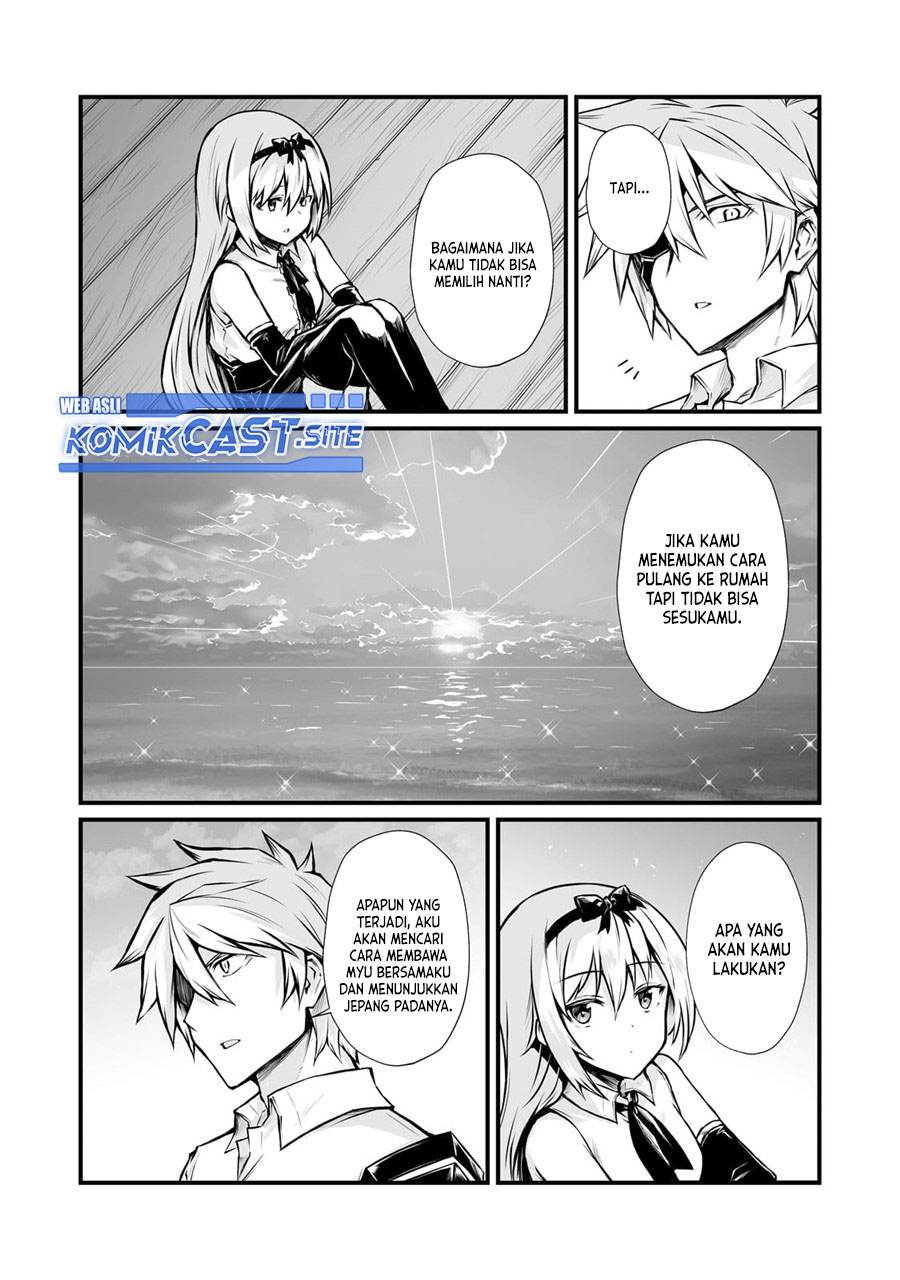 TAPI...
BAGAIMANA JIKA
KAMU TIDAK BISA
MEMILIH NANTI?
WEB ASLI
KOMIKCAST.SITE
JIKA KAMU
MENEMUKAN CARA
PULANG KE RUMAH
TAPI TIDAK BISA
SESUKAMU.
APA YANG
AKAN KAMU
LAKUKAN?
APAPUN YANG
TERJADI, AKU
AKAN MENCARI
CARA MEMBAWA
MYU BERSAMAKU
DAN MENUNJUKKAN
JEPANG PADANYA.